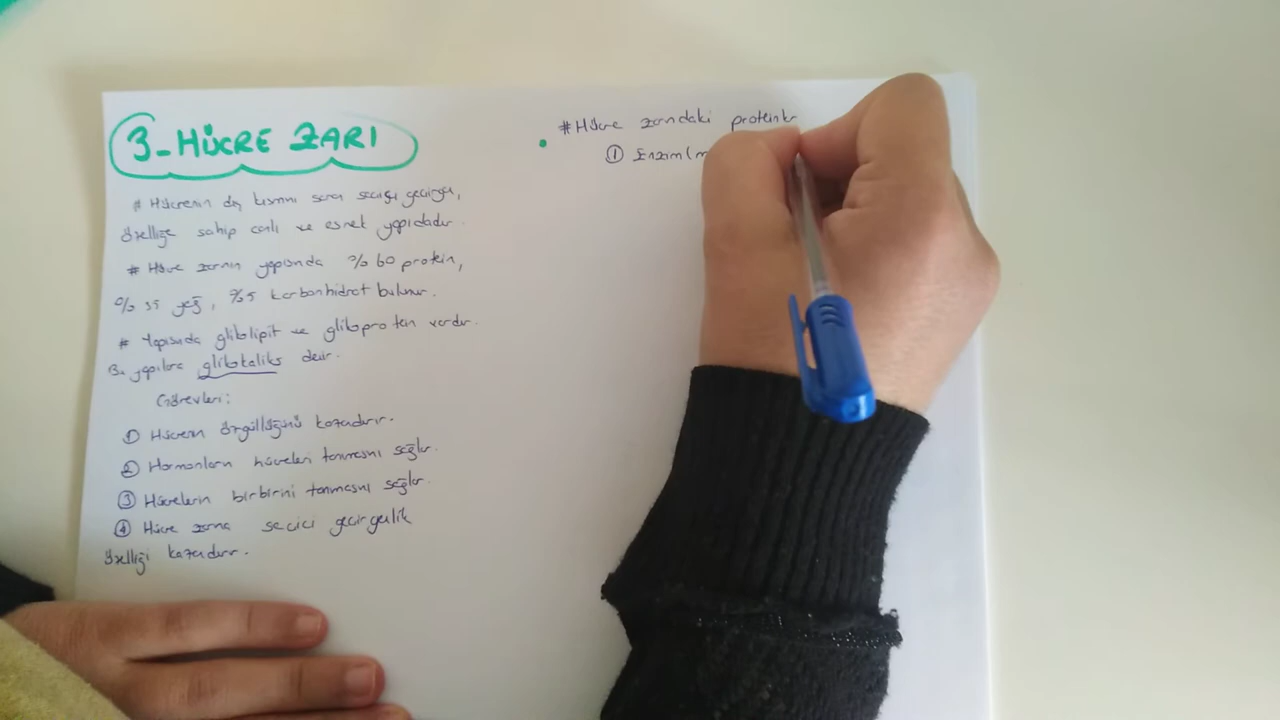 3-HÜCRE ZARI
# Hücrenin dış kısmını saran seçici geçirgen,
özelliğe sahip canlı ve esnek yapıdadır.
# Hücre zarının yapısında %60 protein,
%35 yağ, %5 karbonhidrat bulunur.
# Yapısında glikolipit ve glikoprotein vardır.
Bu yapılara glikokaliks denir.
Görevleri:
① Hücrenin özgüllüğünü kazandırır.
② Hormonların hücreleri tanımasını sağlar.
③ Hücrelerin birbirini tanımasını sağlar.
④ Hücre zarına seçici geçirgenlik
özelliği kazandırır.
# Hücre zarındaki proteinler
① Enzim(